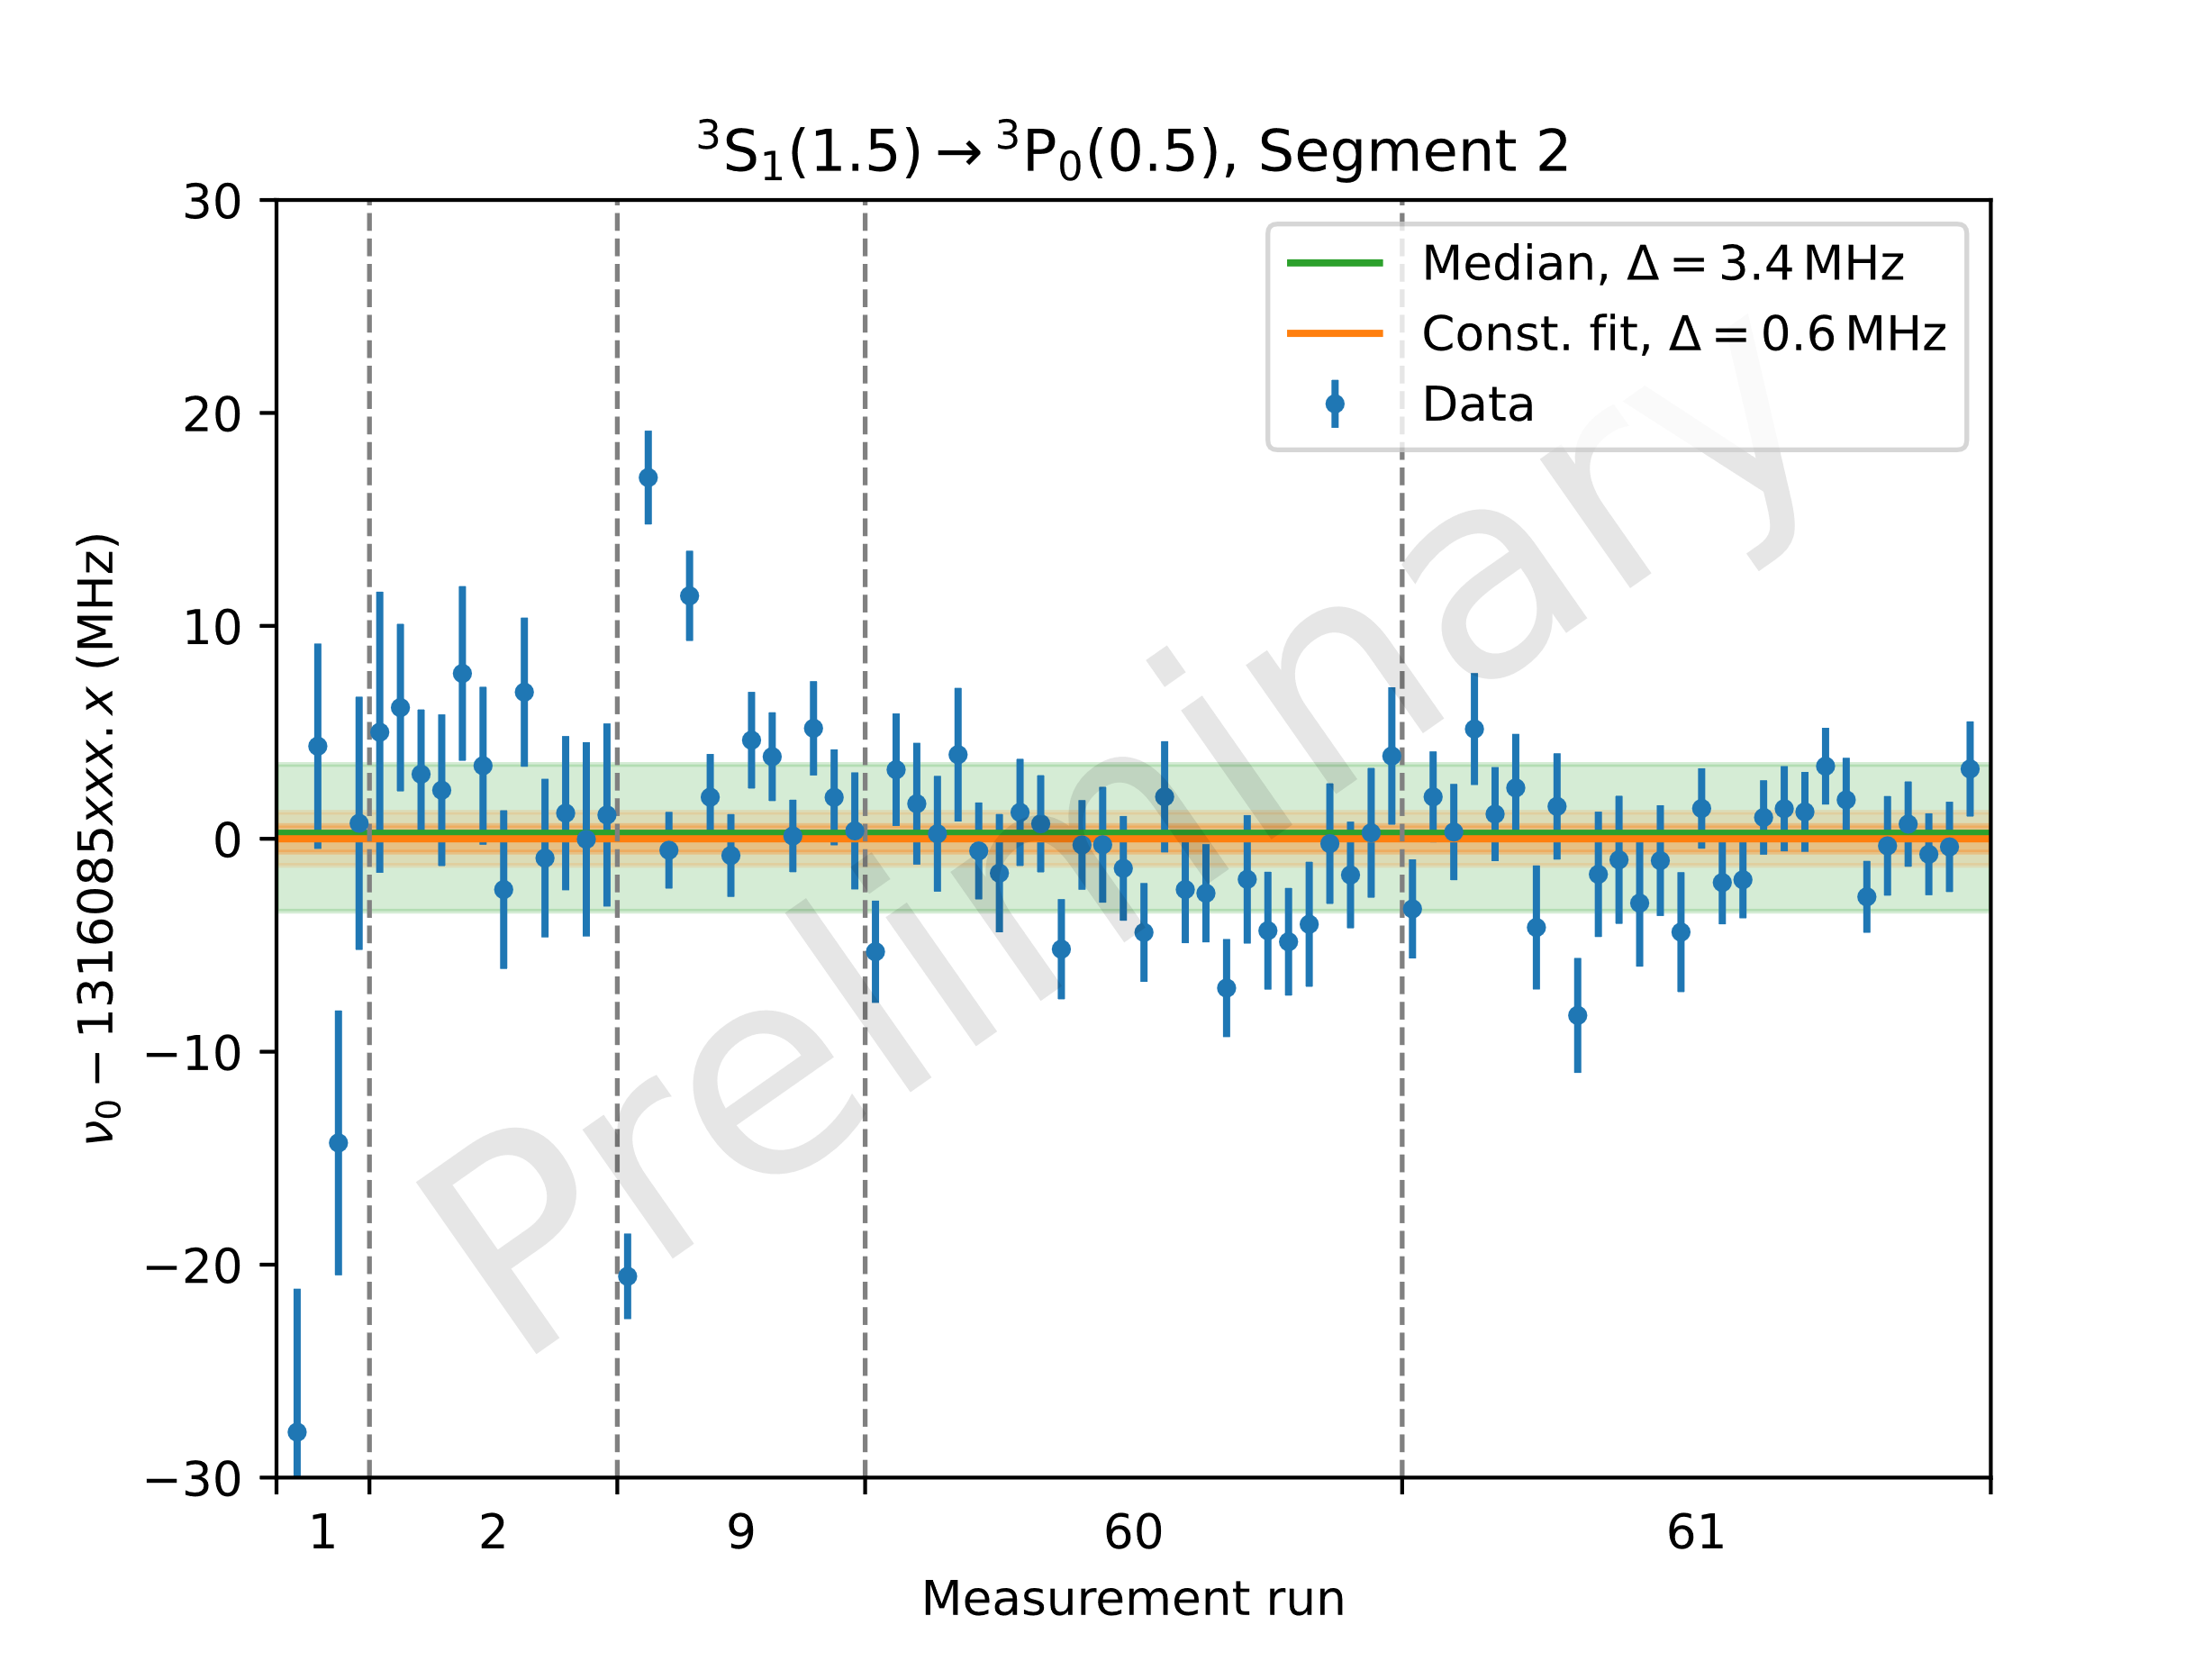 ³S₁(1.5) → ³P₀(0.5), Segment 2
30
20
10
0
−10
−20
−30
ν₀ − 1316085xxx.x (MHz)
Median, Δ = 3.4 MHz
Const. fit, Δ = 0.6 MHz
Data
Preliminary
1 2 9 60 61
Measurement run